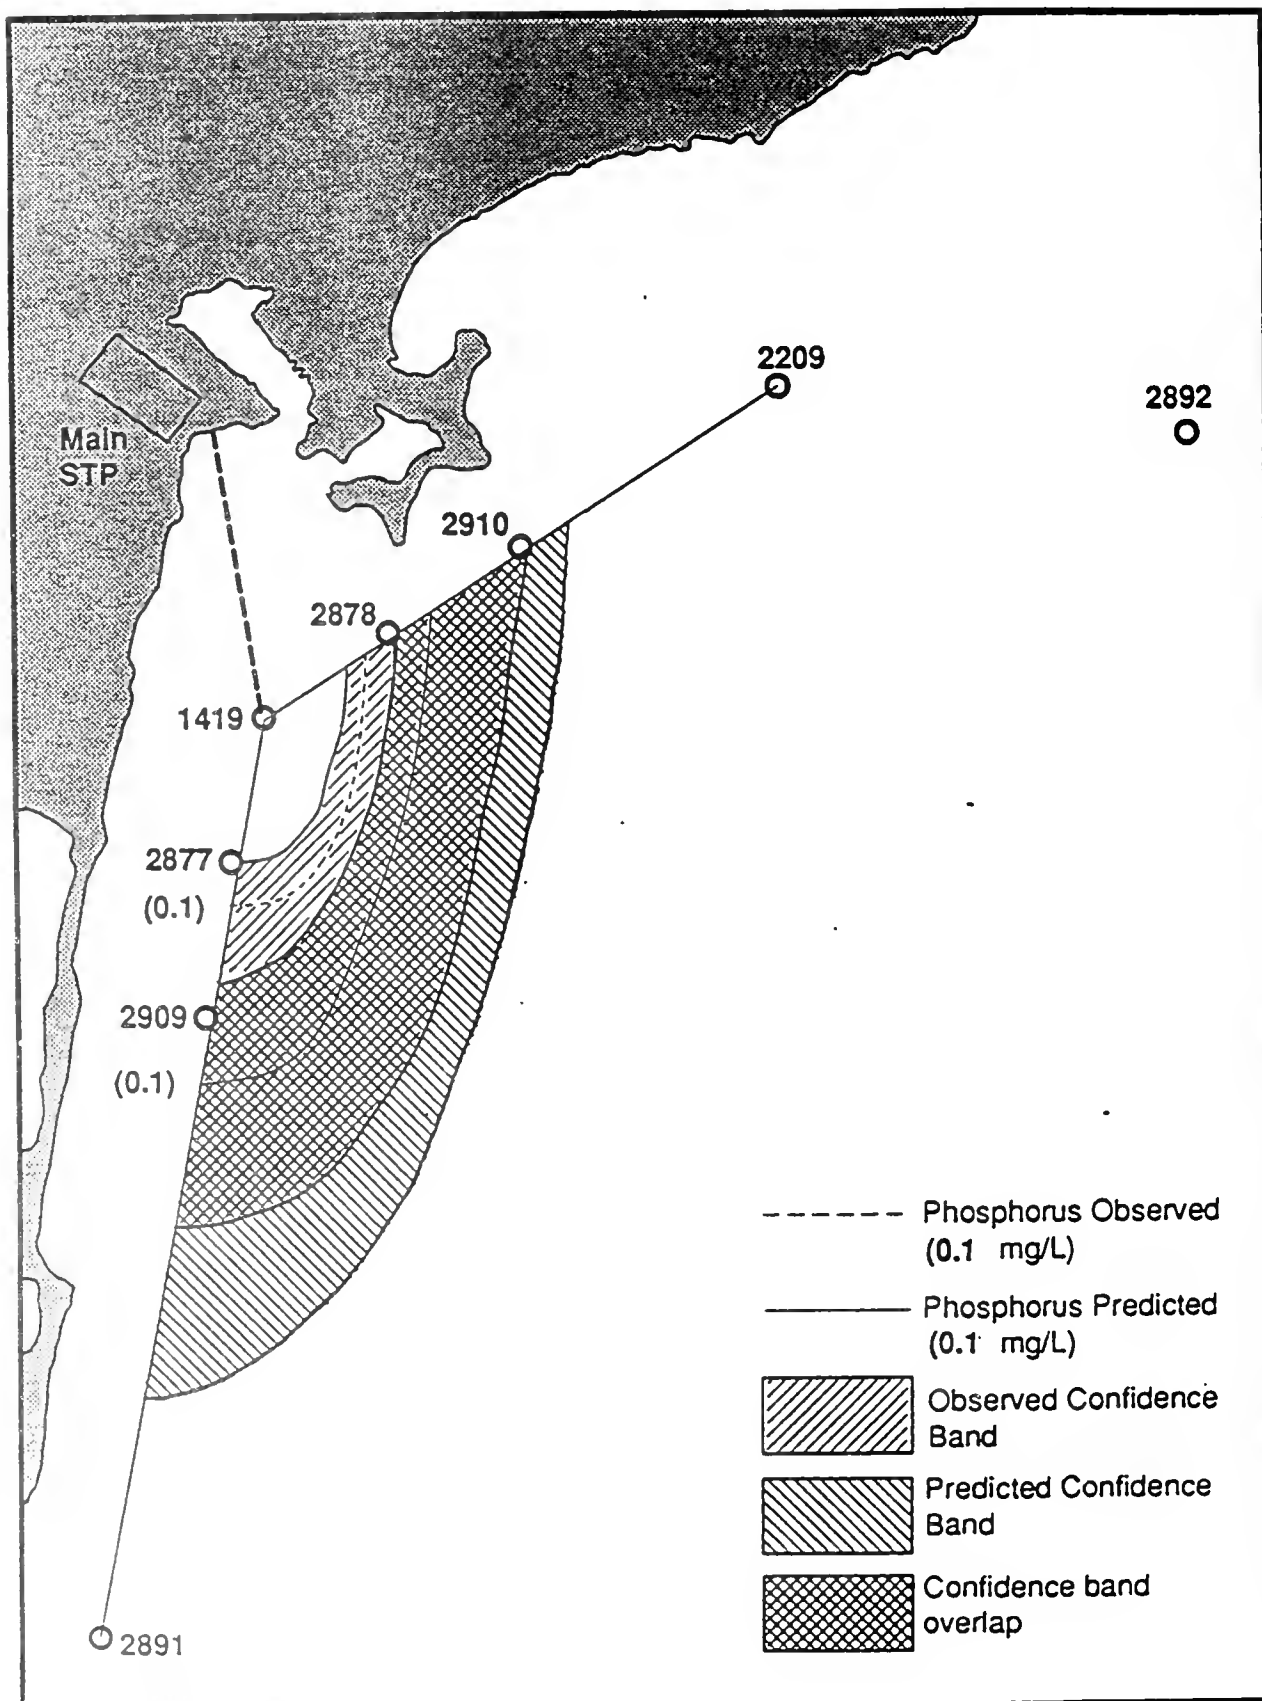 2209
2892
Main
STP
2910
2878
1419
2877
(0.1)
2909
(0.1)
Phosphorus Observed
(0.1 mg/L)
Phosphorus Predicted
(0.1 mg/L)
Observed Confidence
Band
Predicted Confidence
Band
Confidence band
overlap
2891